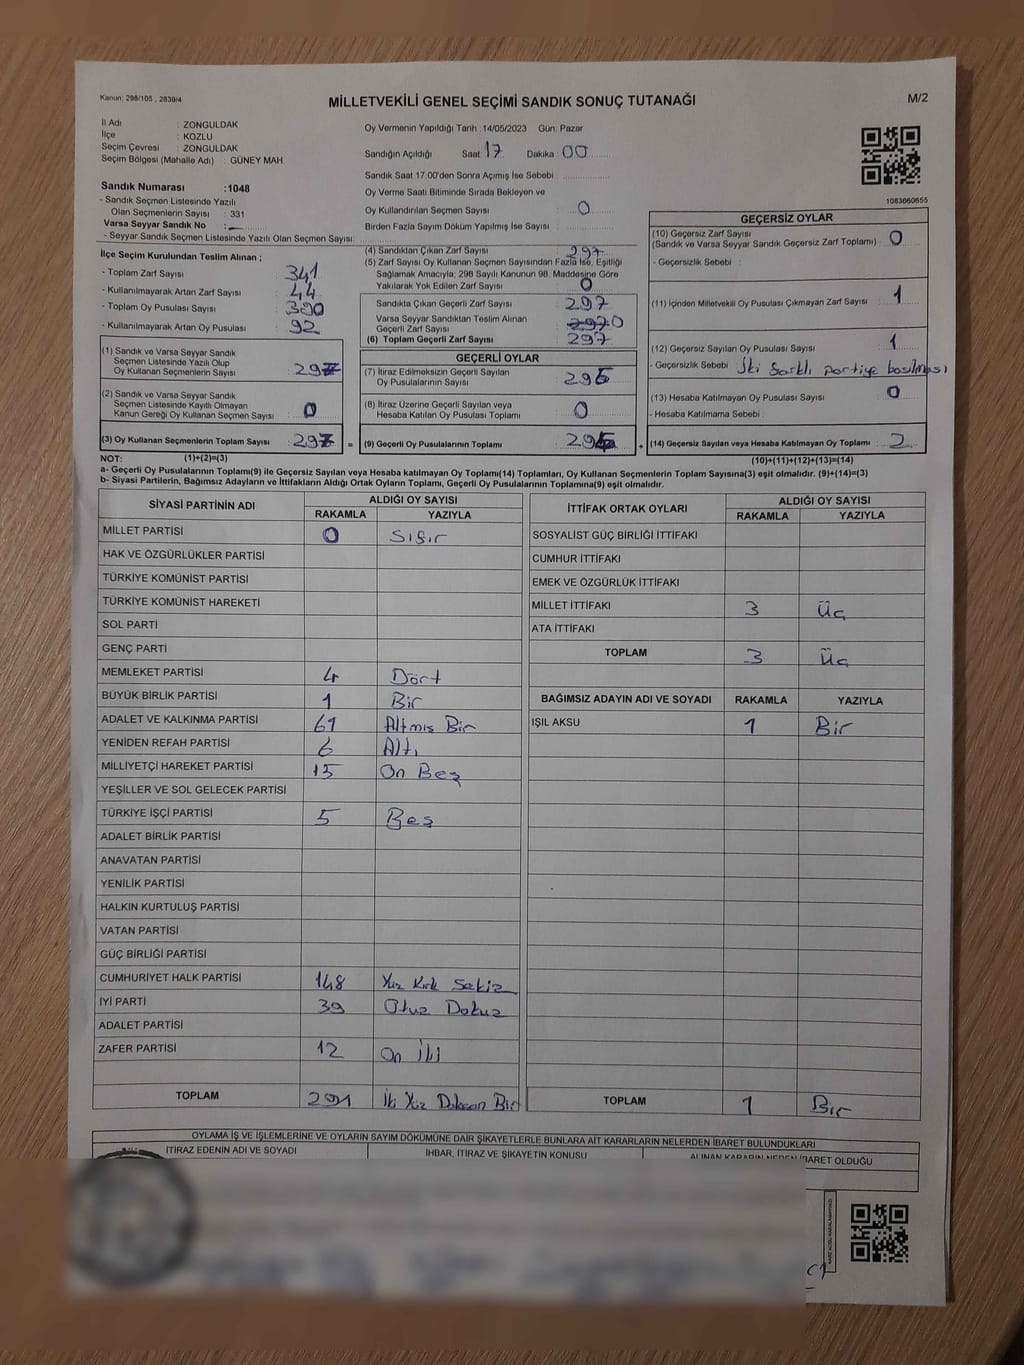 Kanun: 298/105 , 2839/4
MİLLETVEKİLİ GENEL SEÇİMİ SANDIK SONUÇ TUTANAĞI
M/2
İl Adı : ZONGULDAK
İlçe : KOZLU
Seçim Çevresi : ZONGULDAK
Seçim Bölgesi (Mahalle Adı) : GÜNEY MAH
Sandık Numarası :1048
- Sandık Seçmen Listesinde Yazılı
Olan Seçmenlerin Sayısı : 331
Varsa Seyyar Sandık No :
- Seyyar Sandık Seçmen Listesinde Yazılı Olan Seçmen Sayısı:
Oy Vermenin Yapıldığı Tarih :14/05/2023 Gün: Pazar
Sandığın Açıldığı Saat 17 Dakika 00
Sandık Saat 17:00'den Sonra Açımış İse Sebebi :
Oy Verme Saati Bitiminde Sırada Bekleyen ve
Oy Kullandırılan Seçmen Sayısı : 0
Birden Fazla Sayım Döküm Yapılmış İse Sayısı :
1083660655
İlçe Seçim Kurulundan Teslim Alınan ;
- Toplam Zarf Sayısı 341
- Kullanılmayarak Artan Zarf Sayısı 44
- Toplam Oy Pusulası Sayısı 390
- Kullanılmayarak Artan Oy Pusulası 92
(1) Sandık ve Varsa Seyyar Sandık
Seçmen Listesinde Yazılı Olup
Oy Kullanan Seçmenlerin Sayısı : 297
(2) Sandık ve Varsa Seyyar Sandık
Seçmen Listesinde Kayıtlı Olmayan
Kanun Gereği Oy Kullanan Seçmen Sayısı : 0
(3) Oy Kullanan Seçmenlerin Toplam Sayısı : 297 =
(4) Sandıktan Çıkan Zarf Sayısı : 297
(5) Zarf Sayısı Oy Kullanan Seçmen Sayısından Fazla İse, Eşitliği
Sağlamak Amacıyla; 298 Sayılı Kanunun 98. Maddesine Göre
Yakılarak Yok Edilen Zarf Sayısı : 0
Sandıkta Çıkan Geçerli Zarf Sayısı : 297
Varsa Seyyar Sandıktan Teslim Alınan
Geçerli Zarf Sayısı : 0
(6) Toplam Geçerli Zarf Sayısı : 297
GEÇERLİ OYLAR
(7) İtiraz Edilmeksizin Geçerli Sayılan
Oy Pusulalarının Sayısı : 295
(8) İtiraz Üzerine Geçerli Sayılan veya
Hesaba Katılan Oy Pusulası Toplamı : 0
(9) Geçerli Oy Pusulalarının Toplamı : 295 +
GEÇERSİZ OYLAR
(10) Geçersiz Zarf Sayısı
(Sandık ve Varsa Seyyar Sandık Geçersiz Zarf Toplamı) : 0
- Geçersizlik Sebebi :
(11) İçinden Milletvekili Oy Pusulası Çıkmayan Zarf Sayısı : 1
(12) Geçersiz Sayılan Oy Pusulası Sayısı : 1
- Geçersizlik Sebebi : İki farklı partiye basılması
(13) Hesaba Katılmayan Oy Pusulası Sayısı : 0
- Hesaba Katılmama Sebebi :
(14) Geçersiz Sayılan veya Hesaba Katılmayan Oy Toplamı : 2
NOT: (1)+(2)=(3) (10)+(11)+(12)+(13)=(14)
a- Geçerli Oy Pusulalarının Toplamı(9) ile Geçersiz Sayılan veya Hesaba katılmayan Oy Toplamı(14) Toplamları, Oy Kullanan Seçmenlerin Toplam Sayısına(3) eşit olmalıdır. (9)+(14)=(3)
b- Siyasi Partilerin, Bağımsız Adayların ve İttifakların Aldığı Ortak Oyların Toplamı, Geçerli Oy Pusulalarının Toplamına(9) eşit olmalıdır.
SİYASİ PARTİNİN ADI ALDIĞI OY SAYISI
RAKAMLA YAZIYLA
MİLLET PARTİSİ 0 Sıfır
HAK VE ÖZGÜRLÜKLER PARTİSİ
TÜRKİYE KOMÜNİST PARTİSİ
TÜRKİYE KOMÜNİST HAREKETİ
SOL PARTİ
GENÇ PARTİ
MEMLEKET PARTİSİ 4 Dört
BÜYÜK BİRLİK PARTİSİ 1 Bir
ADALET VE KALKINMA PARTİSİ 61 Altmış Bir
YENİDEN REFAH PARTİSİ 6 Altı
MİLLİYETÇİ HAREKET PARTİSİ 15 On Beş
YEŞİLLER VE SOL GELECEK PARTİSİ
TÜRKİYE İŞÇİ PARTİSİ 5 Beş
ADALET BİRLİK PARTİSİ
ANAVATAN PARTİSİ
YENİLİK PARTİSİ
HALKIN KURTULUŞ PARTİSİ
VATAN PARTİSİ
GÜÇ BİRLİĞİ PARTİSİ
CUMHURİYET HALK PARTİSİ 148 Yüz Kırk Sekiz
İYİ PARTİ 39 Otuz Dokuz
ADALET PARTİSİ
ZAFER PARTİSİ 12 On İki
TOPLAM 291 İki Yüz Doksan Bir
İTTİFAK ORTAK OYLARI ALDIĞI OY SAYISI
RAKAMLA YAZIYLA
SOSYALİST GÜÇ BİRLİĞİ İTTİFAKI
CUMHUR İTTİFAKI
EMEK VE ÖZGÜRLÜK İTTİFAKI
MİLLET İTTİFAKI 3 Üç
ATA İTTİFAKI
TOPLAM 3 Üç
BAĞIMSIZ ADAYIN ADI VE SOYADI RAKAMLA YAZIYLA
IŞIL AKSU 1 Bir
TOPLAM 1 Bir
OYLAMA İŞ VE İŞLEMLERİNE VE OYLARIN SAYIM DÖKÜMÜNE DAİR ŞİKAYETLERLE BUNLARA AİT KARARLARIN NELERDEN İBARET BULUNDUKLARI
İTİRAZ EDENİN ADI VE SOYADI İHBAR, İTİRAZ VE ŞİKAYETİN KONUSU ALINAN KARARIN NEDEN İBARET OLDUĞU